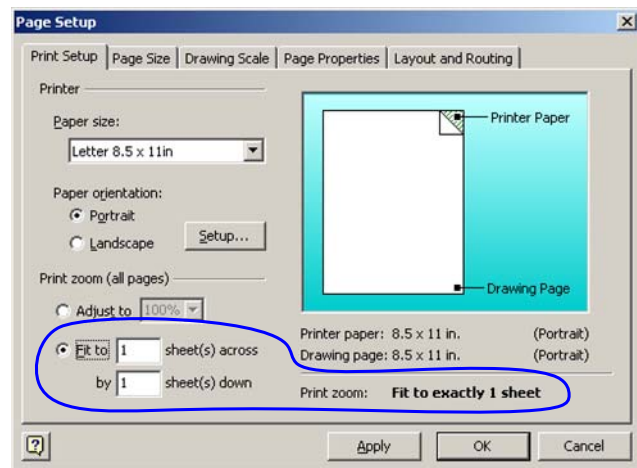 Page Setup
Print Setup Page Size Drawing Scale Page Properties Layout and Routing
Printer
Paper size:
Letter 8.5 x 11in
Paper orientation:
Portrait
Landscape
Setup...
Print zoom (all pages)
Adjust to 100%
Fit to 1 sheet(s) across
by 1 sheet(s) down
Printer Paper
Drawing Page
Printer paper: 8.5 x 11 in. (Portrait)
Drawing page: 8.5 x 11 in. (Portrait)
Print zoom: Fit to exactly 1 sheet
? Apply OK Cancel